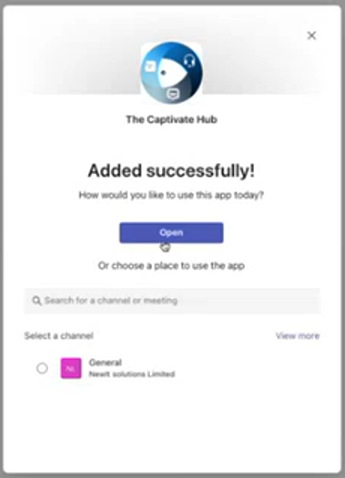 The Captivate Hub
Added successfully!
How would you like to use this app today?
Open
Or choose a place to use the app
Search for a channel or meeting
Select a channel
View more
General
Newit solutions Limited